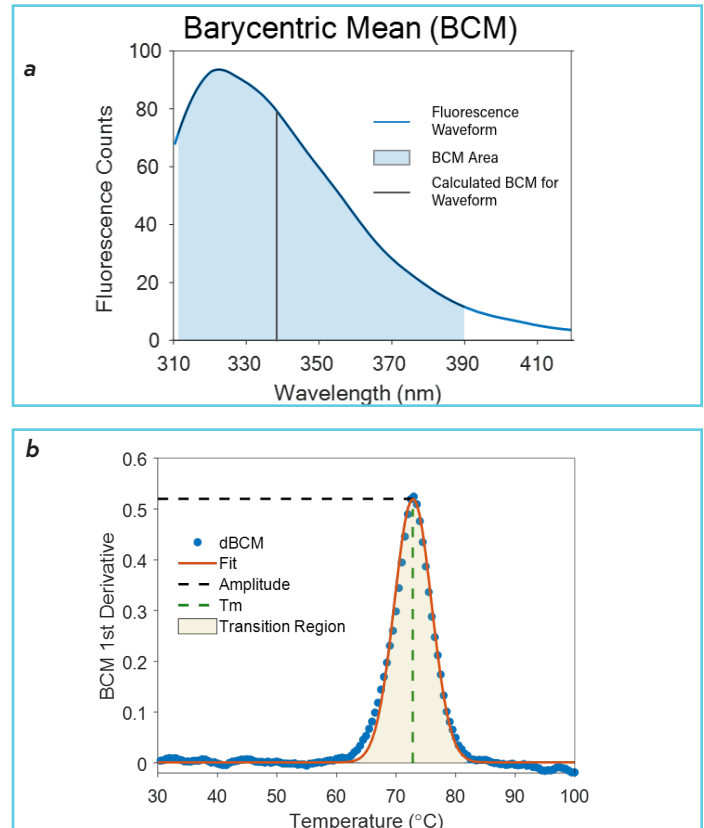 Barycentric Mean (BCM)
a
100
80
60
40
20
0
Fluorescence Counts
Fluorescence
Waveform
BCM Area
Calculated BCM for
Waveform
310 330 350 370 390 410
Wavelength (nm)
b
0.6
0.5
0.4
0.3
0.2
0.1
0
BCM 1st Derivative
dBCM
Fit
Amplitude
Tm
Transition Region
30 40 50 60 70 80 90 100
Temperature (°C)